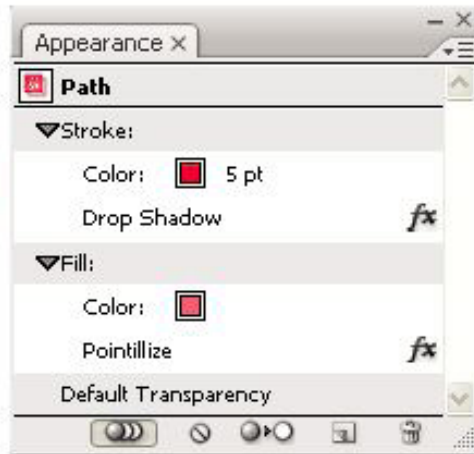 Appearance
Path
Stroke:
Color: 5 pt
Drop Shadow fx
Fill:
Color:
Pointillize fx
Default Transparency